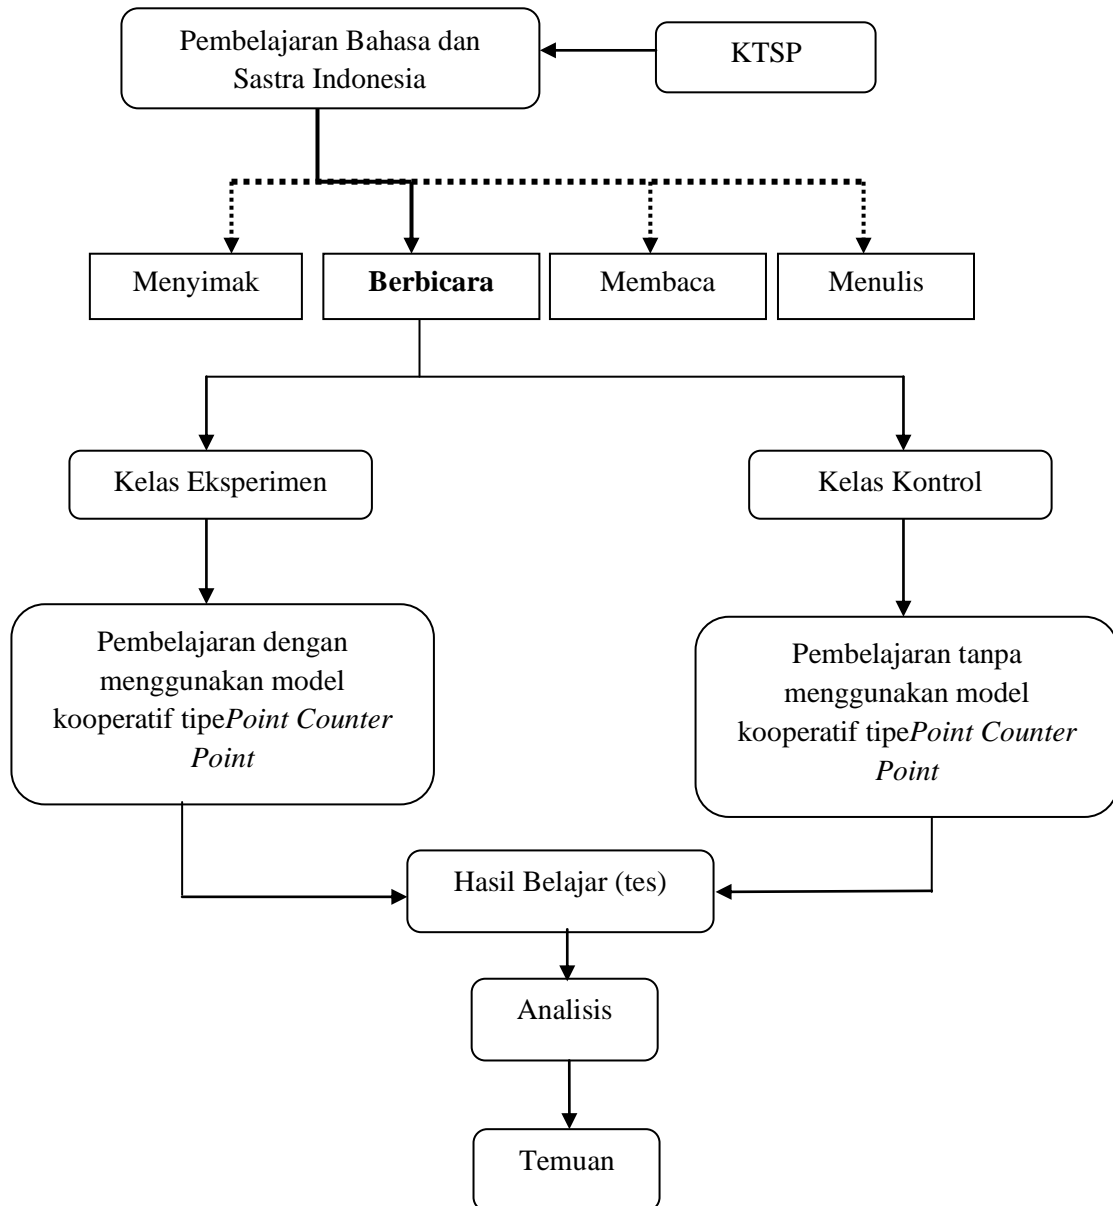 Pembelajaran Bahasa dan
Sastra Indonesia
KTSP
Menyimak
Berbicara
Membaca
Menulis
Kelas Eksperimen
Kelas Kontrol
Pembelajaran dengan
menggunakan model
kooperatif tipePoint Counter
Point
Pembelajaran tanpa
menggunakan model
kooperatif tipePoint Counter
Point
Hasil Belajar (tes)
Analisis
Temuan